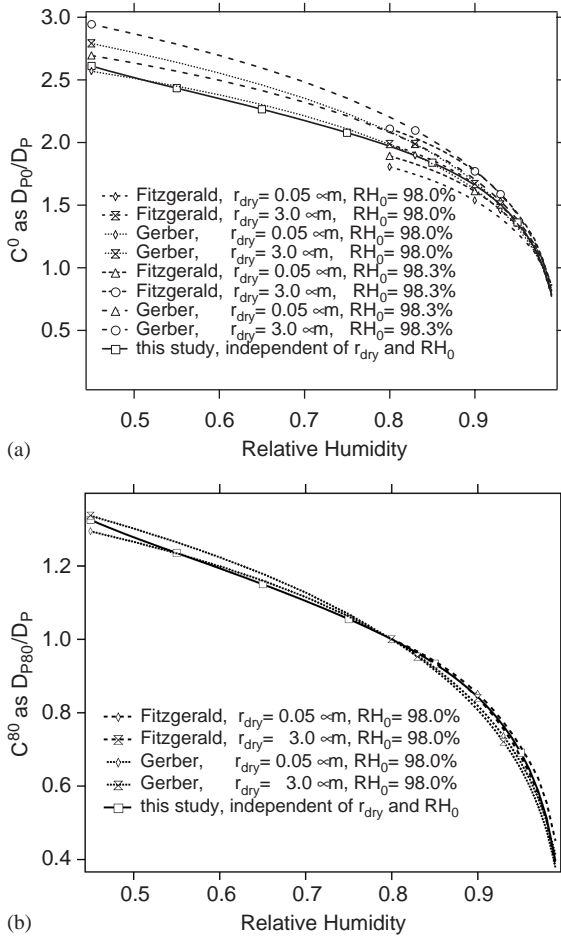 3.0
2.5
2.0
1.5
1.0
0.5
C⁰ as D_P0/D_P
Fitzgerald, r_dry= 0.05 ∝m, RH₀= 98.0%
Fitzgerald, r_dry= 3.0 ∝m, RH₀= 98.0%
Gerber, r_dry= 0.05 ∝m, RH₀= 98.0%
Gerber, r_dry= 3.0 ∝m, RH₀= 98.0%
Fitzgerald, r_dry= 0.05 ∝m, RH₀= 98.3%
Fitzgerald, r_dry= 3.0 ∝m, RH₀= 98.3%
Gerber, r_dry= 0.05 ∝m, RH₀= 98.3%
Gerber, r_dry= 3.0 ∝m, RH₀= 98.3%
this study, independent of r_dry and RH₀
0.5 0.6 0.7 0.8 0.9
(a) Relative Humidity
1.2
1.0
0.8
0.6
0.4
C⁸⁰ as D_P80/D_P
Fitzgerald, r_dry= 0.05 ∝m, RH₀= 98.0%
Fitzgerald, r_dry= 3.0 ∝m, RH₀= 98.0%
Gerber, r_dry= 0.05 ∝m, RH₀= 98.0%
Gerber, r_dry= 3.0 ∝m, RH₀= 98.0%
this study, independent of r_dry and RH₀
0.5 0.6 0.7 0.8 0.9
(b) Relative Humidity